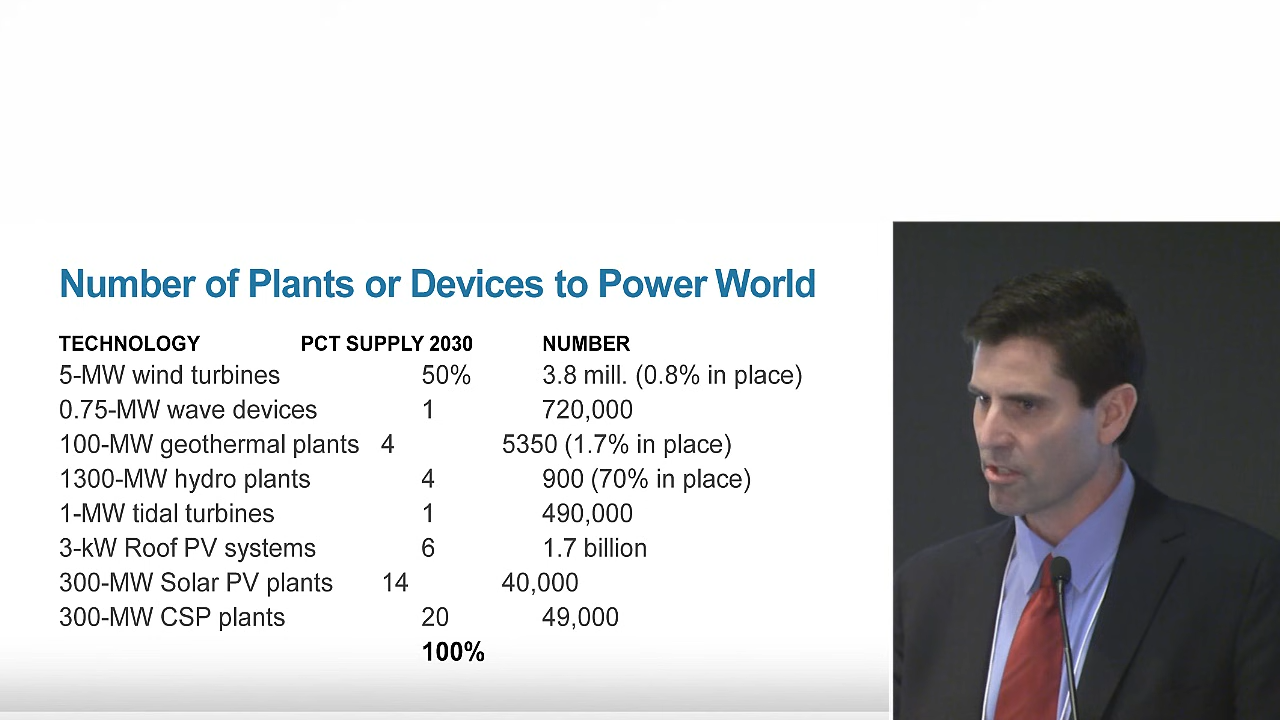 Number of Plants or Devices to Power World
TECHNOLOGY PCT SUPPLY 2030 NUMBER
5-MW wind turbines 50% 3.8 mill. (0.8% in place)
0.75-MW wave devices 1 720,000
100-MW geothermal plants 4 5350 (1.7% in place)
1300-MW hydro plants 4 900 (70% in place)
1-MW tidal turbines 1 490,000
3-kW Roof PV systems 6 1.7 billion
300-MW Solar PV plants 14 40,000
300-MW CSP plants 20 49,000
100%